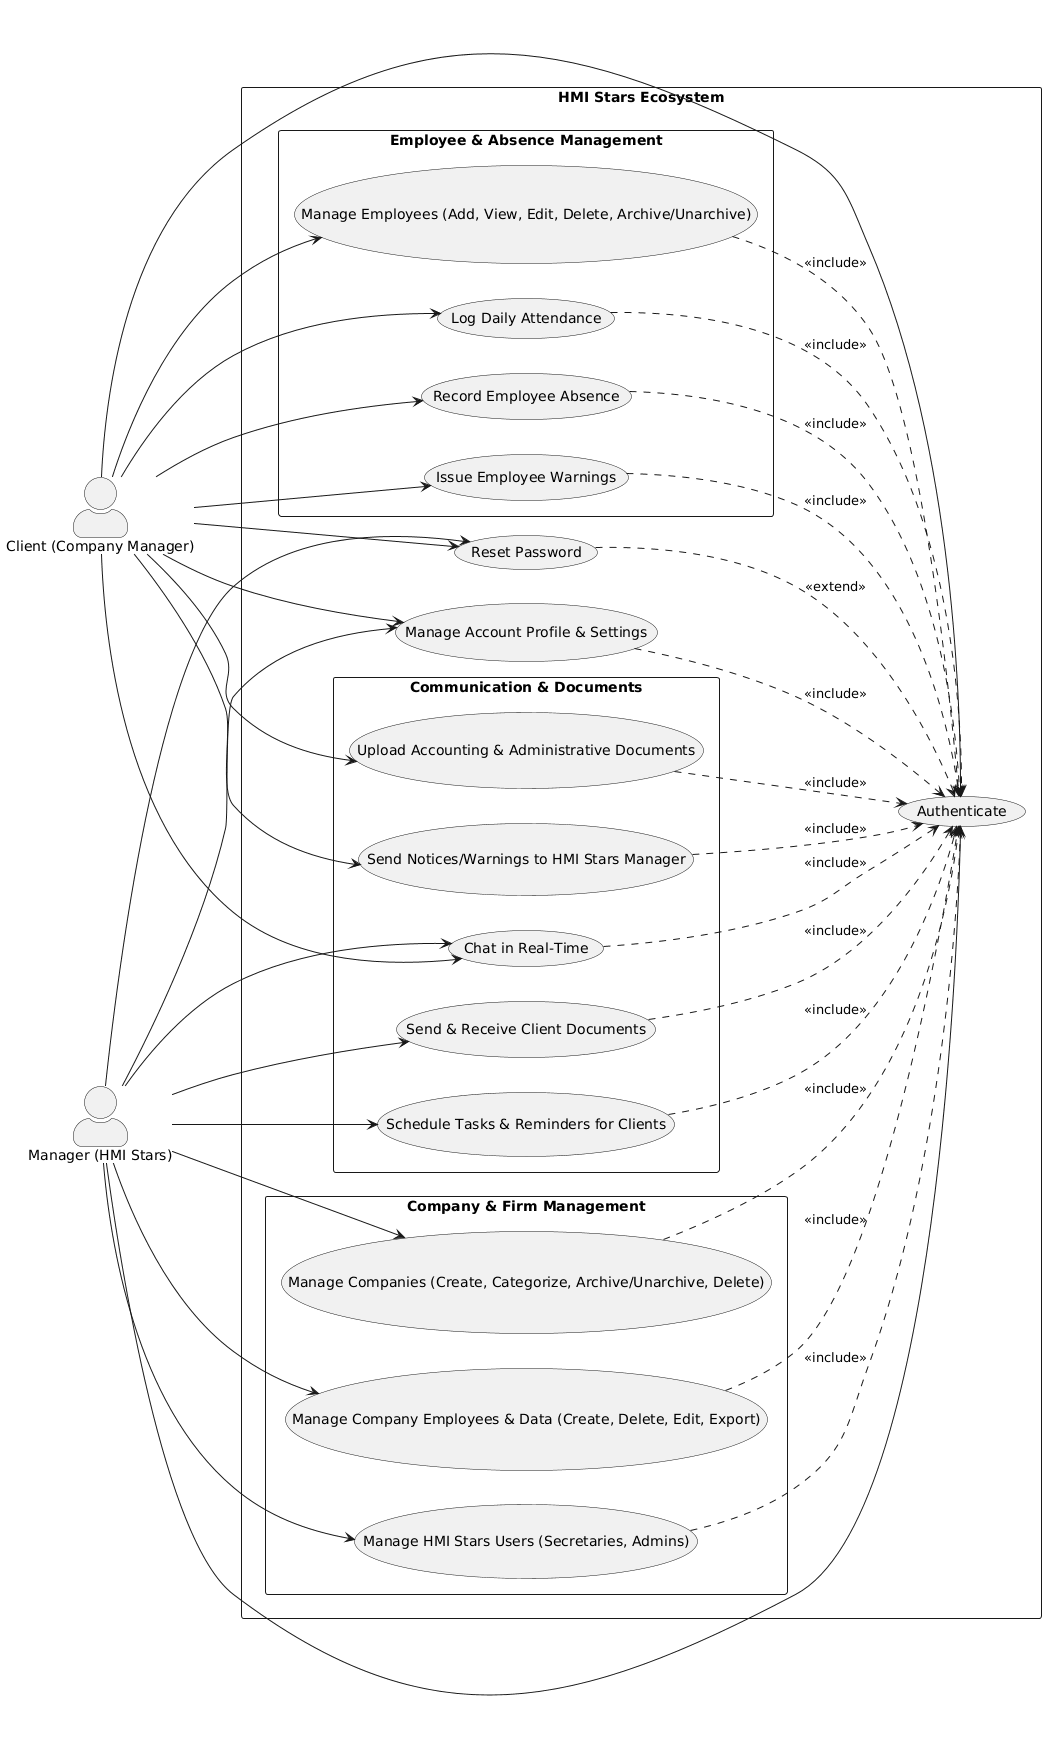 HMI Stars Ecosystem
Employee & Absence Management
Manage Employees (Add, View, Edit, Delete, Archive/Unarchive)
«include»
Log Daily Attendance
«include»
Record Employee Absence
«include»
Issue Employee Warnings
«include»
Client (Company Manager)
Reset Password
«extend»
Manage Account Profile & Settings
«include»
Communication & Documents
Upload Accounting & Administrative Documents
«include»
Authenticate
«include»
Send Notices/Warnings to HMI Stars Manager
«include»
Chat in Real-Time
«include»
Send & Receive Client Documents
«include»
Schedule Tasks & Reminders for Clients
«include»
Manager (HMI Stars)
Company & Firm Management
«include»
Manage Companies (Create, Categorize, Archive/Unarchive, Delete)
«include»
Manage Company Employees & Data (Create, Delete, Edit, Export)
Manage HMI Stars Users (Secretaries, Admins)